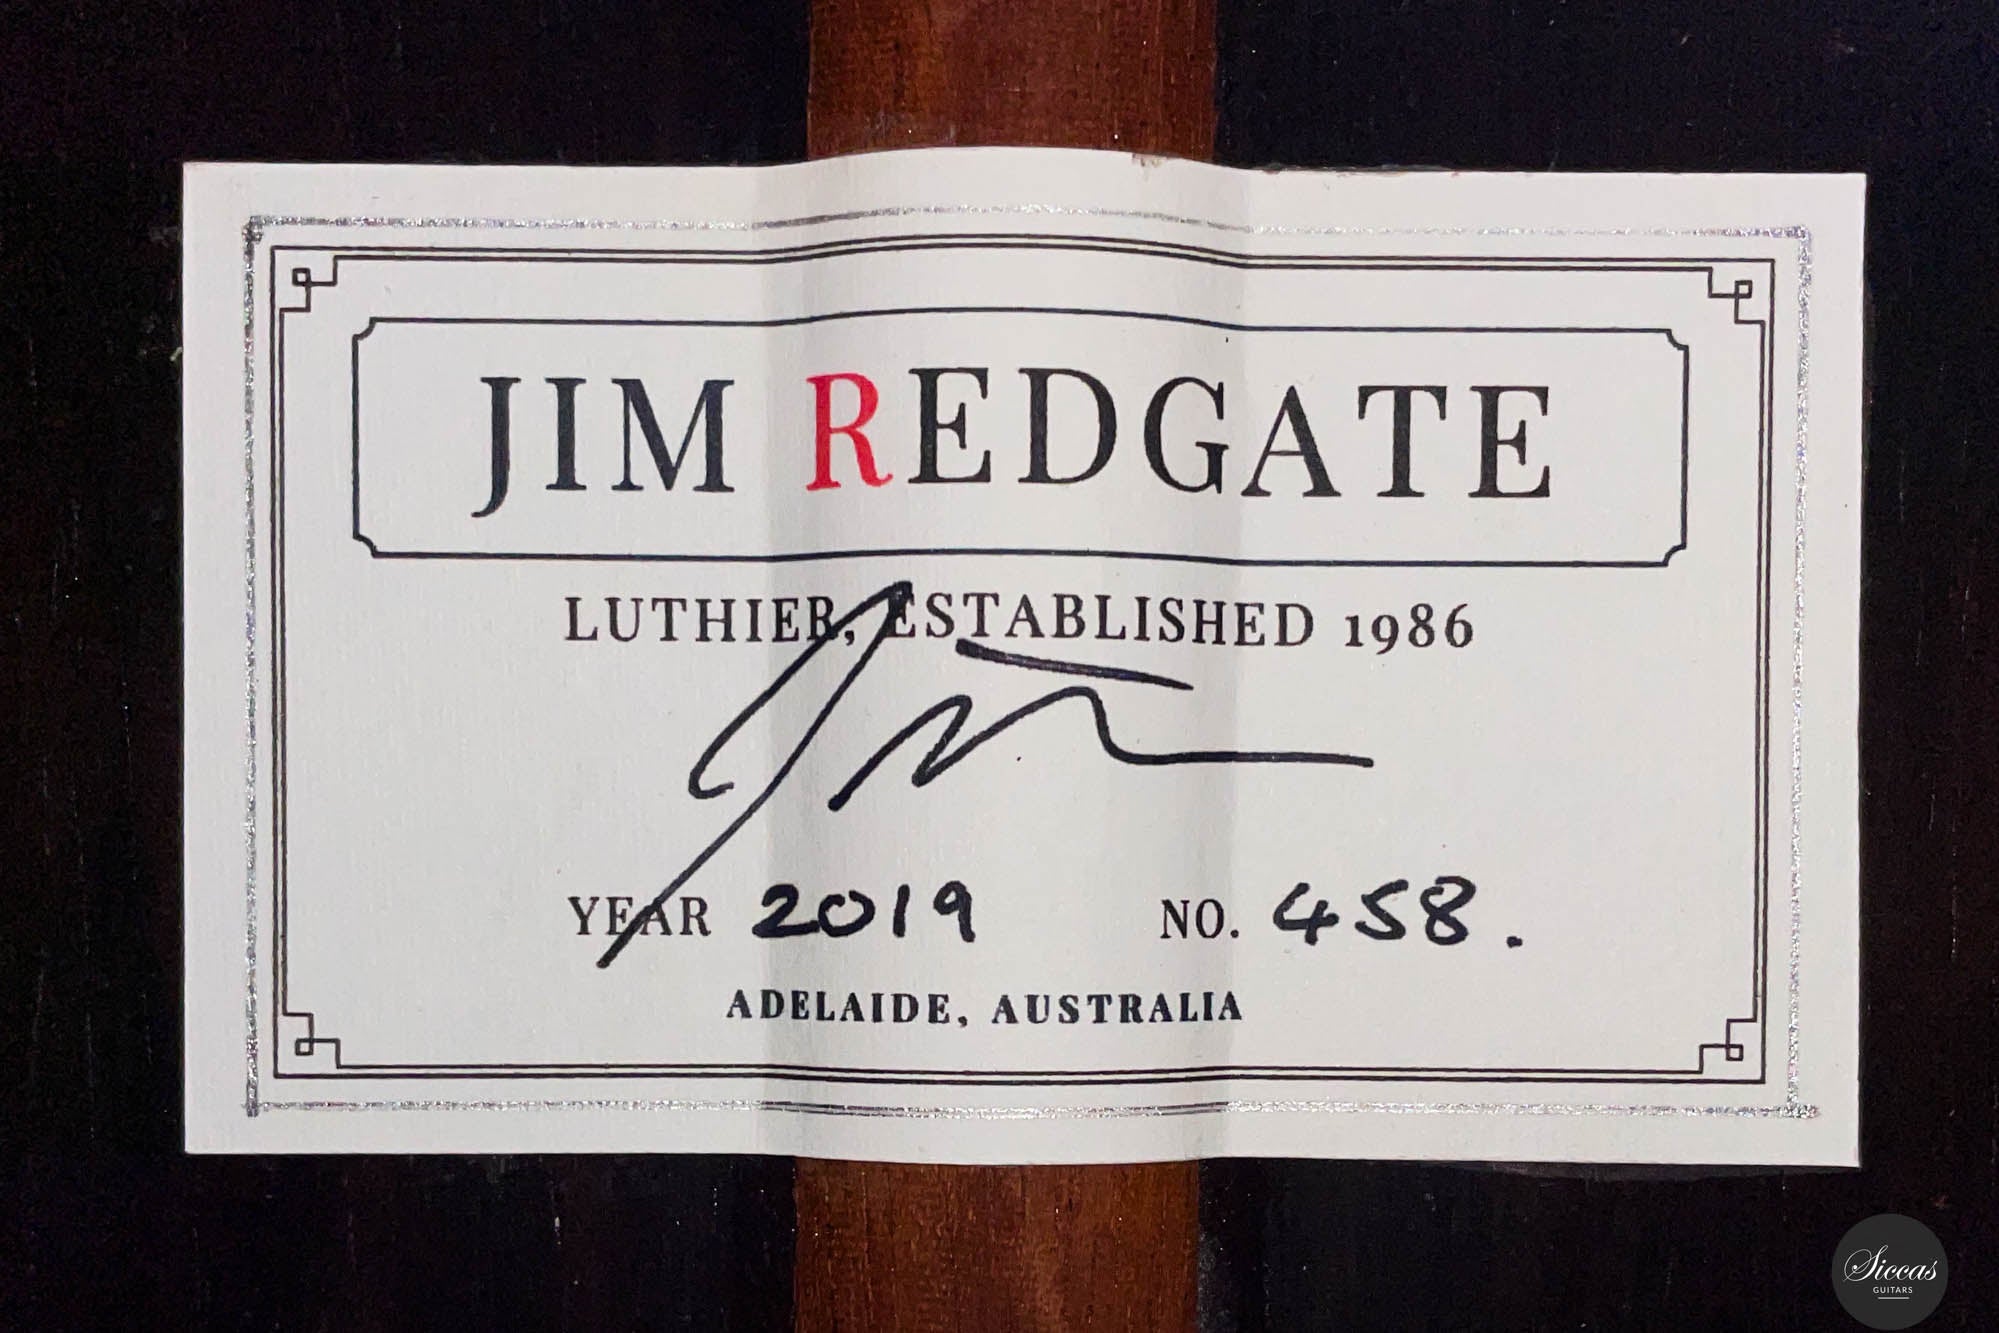 JIM REDGATE
LUTHIER, ESTABLISHED 1986
YEAR 2019 NO. 458.
ADELAIDE, AUSTRALIA
Siccas
GUITARS